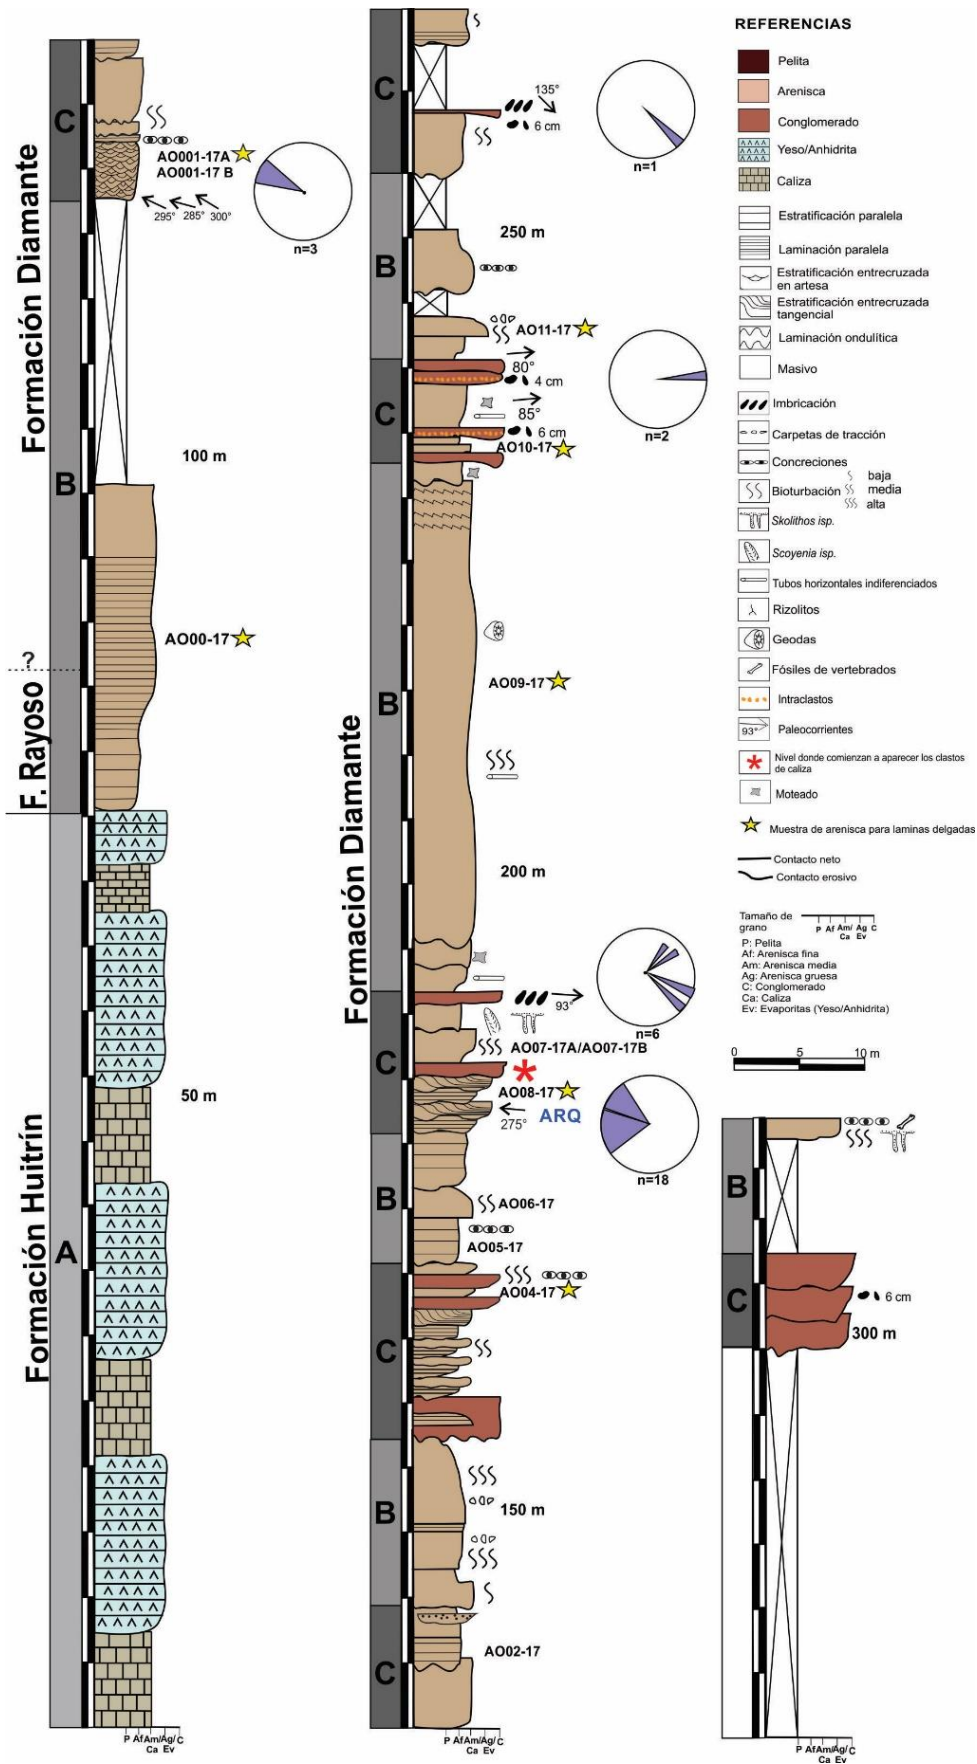 Formación Diamante
F. Rayoso
?
Formación Huitrín
C
B
A
AO001-17A
AO001-17 B
295° 285° 300°
n=3
100 m
AO00-17
50 m
P Af Am/ Ag/ C
Ca Ev
Formación Diamante
C
B
C
B
C
B
C
B
C
135°
6 cm
n=1
250 m
AO11-17
80°
4 cm
85°
n=2
6 cm
AO10-17
AO09-17
200 m
93°
n=6
AO07-17A/AO07-17B
AO08-17
275°
ARQ
n=18
AO06-17
AO05-17
AO04-17
150 m
AO02-17
P Af Am/ Ag/ C
Ca Ev
REFERENCIAS
Pelita
Arenisca
Conglomerado
Yeso/Anhidrita
Caliza
Estratificación paralela
Laminación paralela
Estratificación entrecruzada
en artesa
Estratificación entrecruzada
tangencial
Laminación ondulítica
Masivo
Imbricación
Carpetas de tracción
Concreciones
Bioturbación
baja
media
alta
Skolithos isp.
Scoyenia isp.
Tubos horizontales indiferenciados
Rizolitos
Geodas
Fósiles de vertebrados
Intraclastos
93° Paleocorrientes
Nivel donde comienzan a aparecer los clastos
de caliza
Moteado
Muestra de arenisca para laminas delgadas
Contacto neto
Contacto erosivo
Tamaño de
grano
P Af Am/ Ag C
Ca Ev
P: Pelita
Af: Arenisca fina
Am: Arenisca media
Ag: Arenisca gruesa
C: Conglomerado
Ca: Caliza
Ev: Evaporitas (Yeso/Anhidrita)
0 5 10 m
B
C
6 cm
300 m
P Af Am/ Ag/ C
Ca Ev